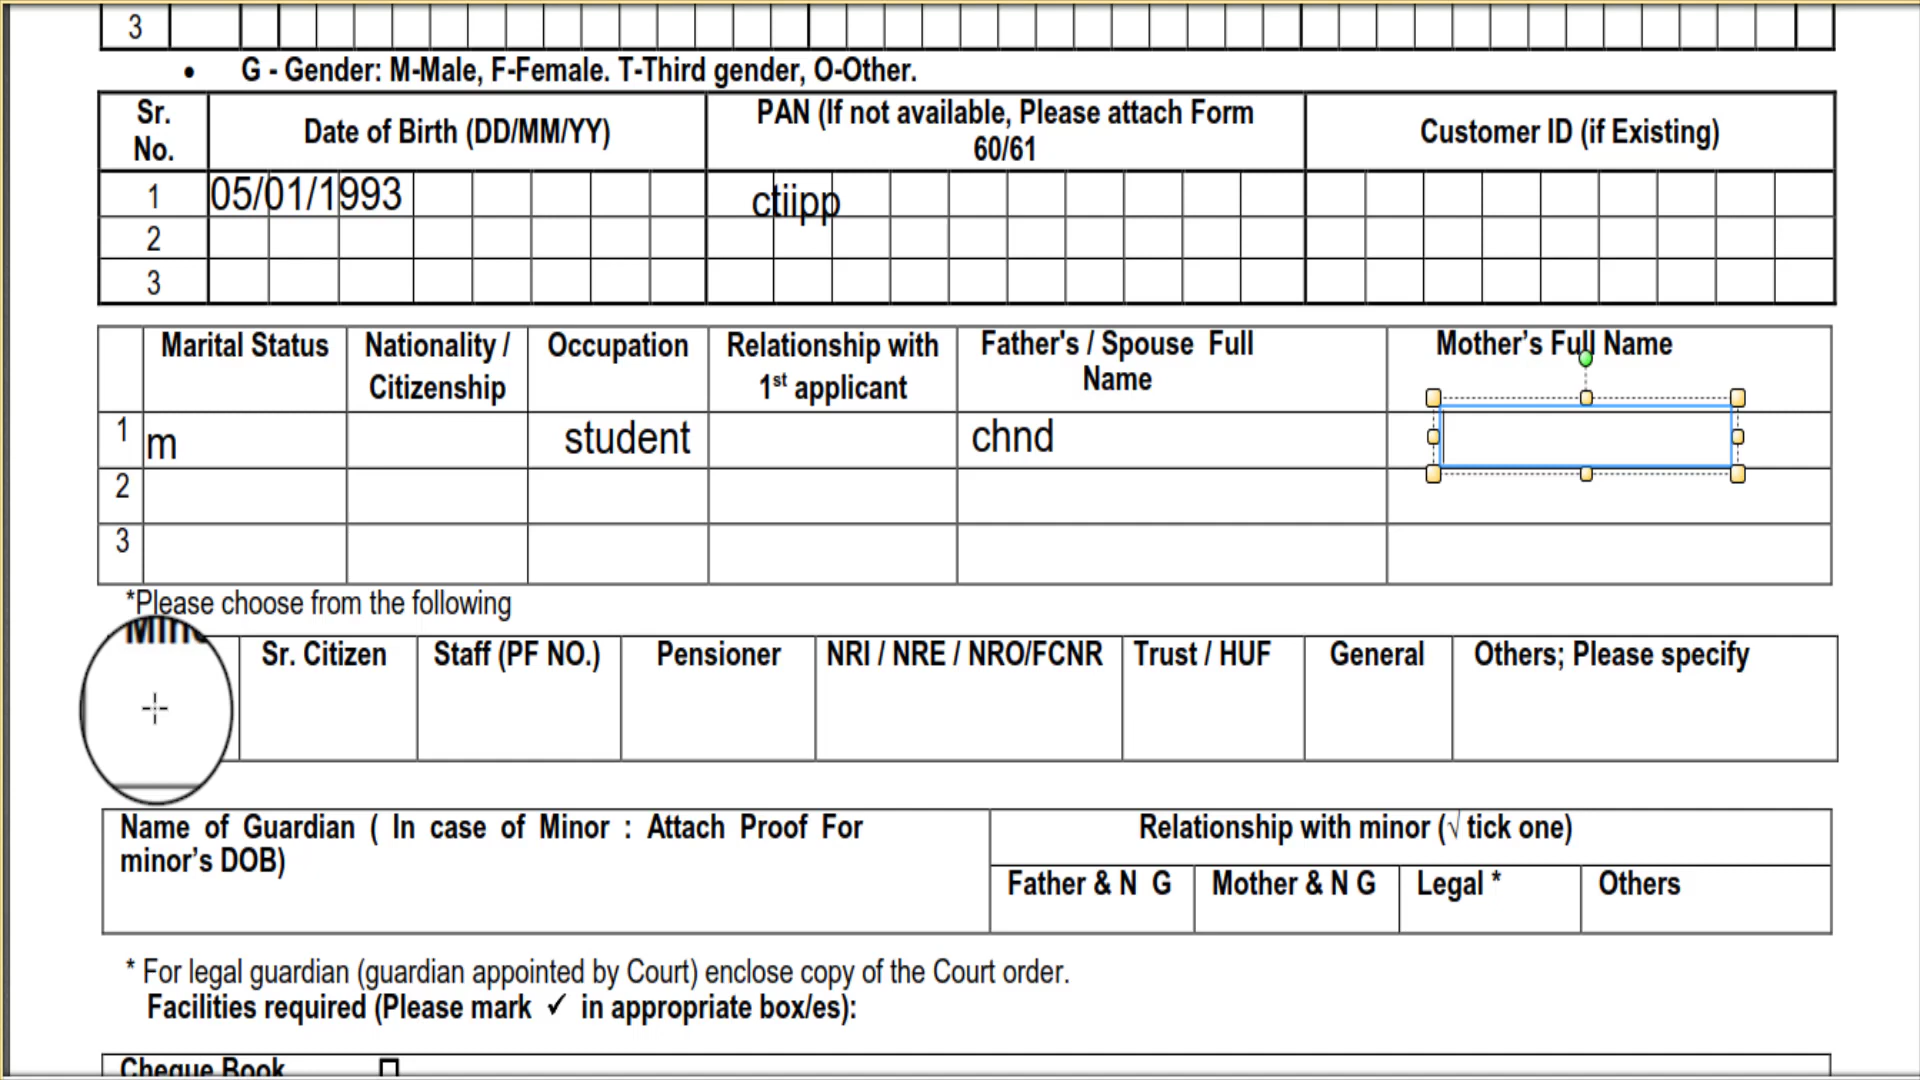 3
• G - Gender: M-Male, F-Female. T-Third gender, O-Other.
Sr. No. Date of Birth (DD/MM/YY) PAN (If not available, Please attach Form 60/61 Customer ID (if Existing)
1 05/01/1993 ctiipp
2
3
Marital Status Nationality / Citizenship Occupation Relationship with 1st applicant Father's / Spouse Full Name Mother’s Full Name
1 m student chnd
2
3
*Please choose from the following
Sr. Citizen Staff (PF NO.) Pensioner NRI / NRE / NRO/FCNR Trust / HUF General Others; Please specify
Name of Guardian ( In case of Minor : Attach Proof For
minor’s DOB)
Relationship with minor (√ tick one)
Father & N G Mother & N G Legal * Others
* For legal guardian (guardian appointed by Court) enclose copy of the Court order.
Facilities required (Please mark ✓ in appropriate box/es):
Cheque Book